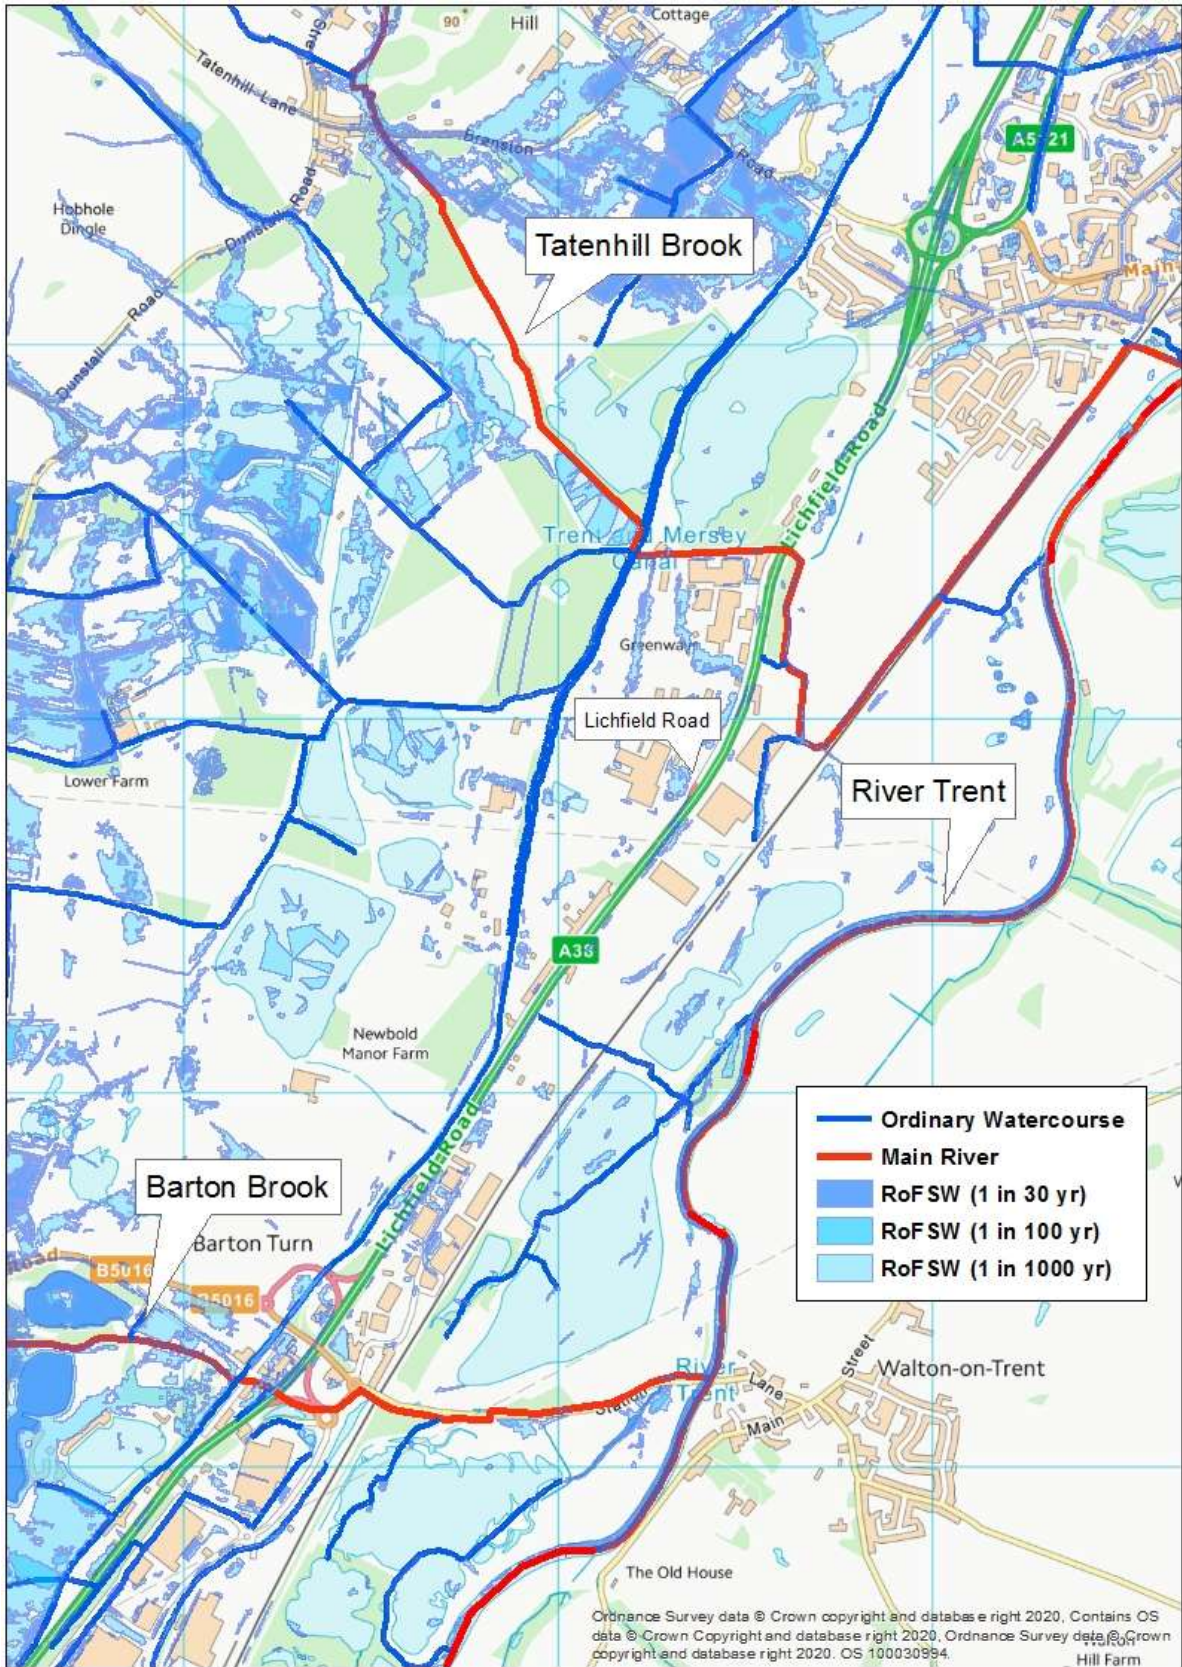 90
Hill
Cottage
Tatenhill Lane
Branston
Road
A5121
Hobhole
Dingle
Dunstall Road
Tatenhill Brook
Main
Dunstall Road
Lichfield Road
Trent and Mersey
Canal
Greenway
Lichfield Road
Lower Farm
River Trent
A38
Newbold
Manor Farm
Lichfield Road
Ordinary Watercourse
Main River
RoFSW (1 in 30 yr)
RoFSW (1 in 100 yr)
RoFSW (1 in 1000 yr)
Barton Brook
Barton Turn
Road
B5016
B5016
River
Trent
Station
Lane
Main
Street
Walton-on-Trent
The Old House
Ordnance Survey data © Crown copyright and database right 2020, Contains OS
data © Crown Copyright and database right 2020, Ordnance Survey data © Crown
copyright and database right 2020. OS 100030994.
Walton
Hill Farm